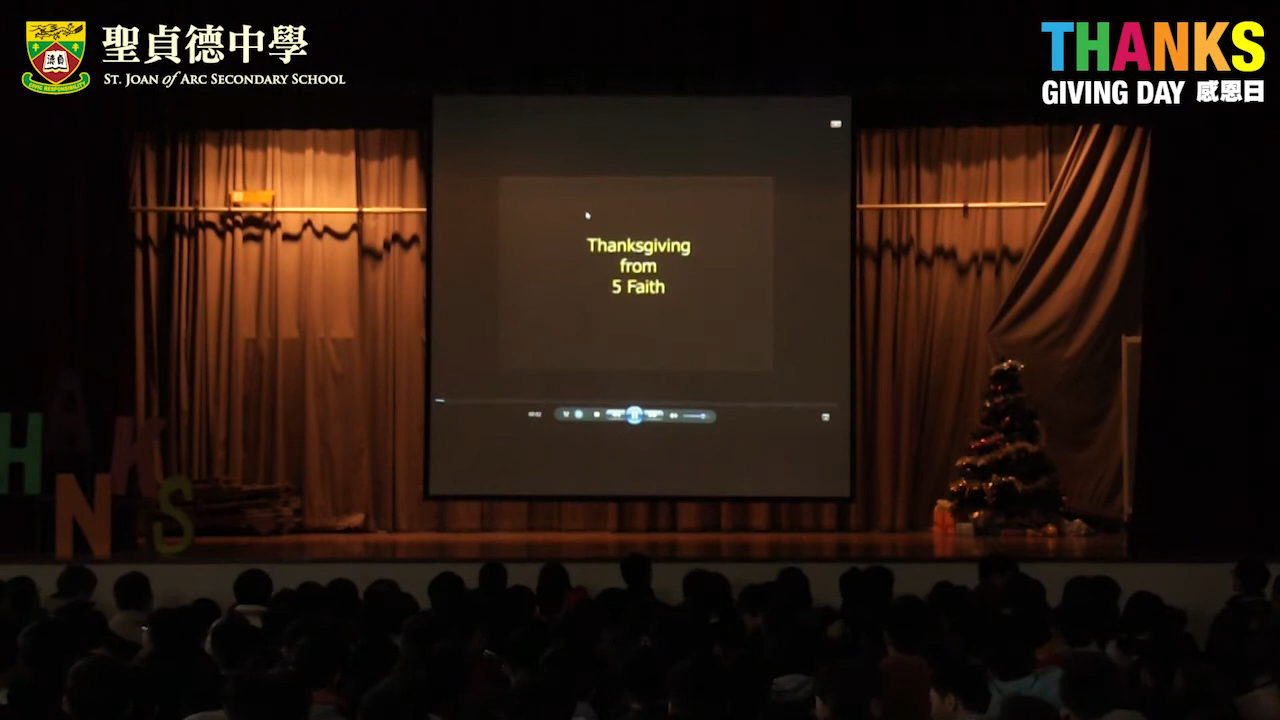 聖貞德中學
ST. JOAN of ARC SECONDARY SCHOOL
THANKS
GIVING DAY 感恩日
Thanksgiving
from
5 Faith
HANKS